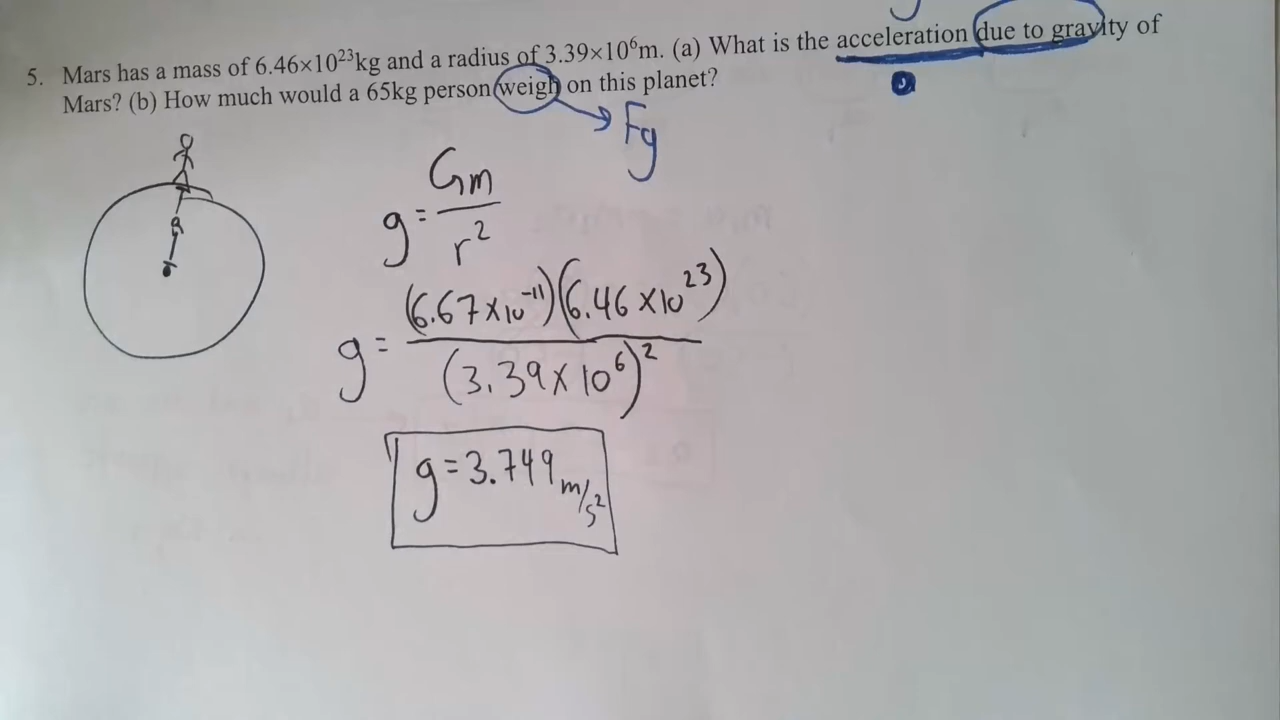 5. Mars has a mass of 6.46×10²³kg and a radius of 3.39×10⁶m. (a) What is the acceleration due to gravity of
Mars? (b) How much would a 65kg person weigh on this planet?
Fg
g = Gm / r²
g = (6.67×10⁻¹¹)(6.46×10²³) / (3.39×10⁶)²
g = 3.749 m/s²